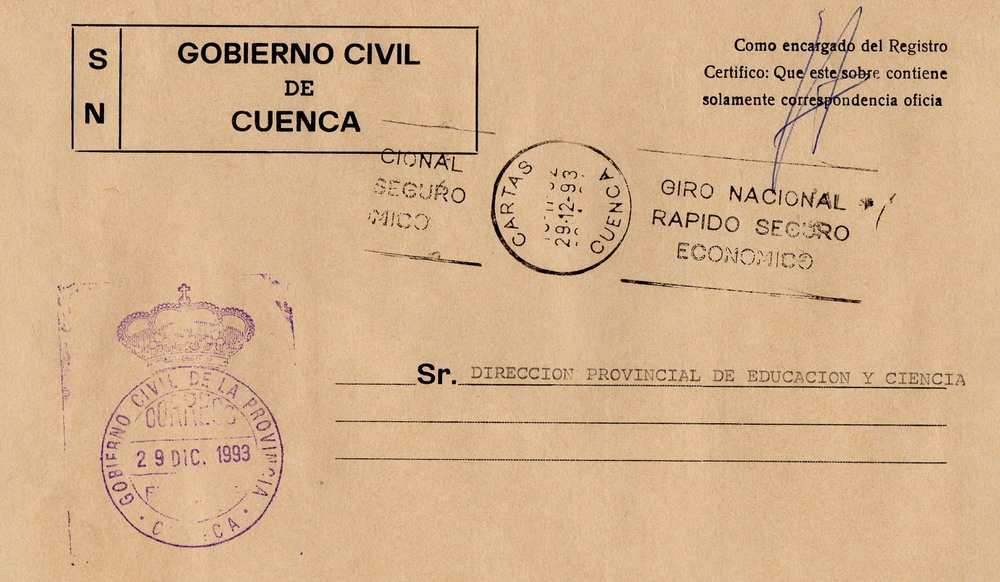 S N
GOBIERNO CIVIL
DE
CUENCA
Como encargado del Registro
Certifico: Que este sobre contiene
solamente correspondencia oficia
CIONAL
SEGURO
MICO
CARTAS
29-12-93
CUENCA
GIRO NACIONAL
RAPIDO SEGURO
ECONOMICO
Sr. DIRECCION PROVINCIAL DE EDUCACION Y CIENCIA
GOBIERNO CIVIL DE LA PROVINCIA
CORREOS
29 DIC. 1993